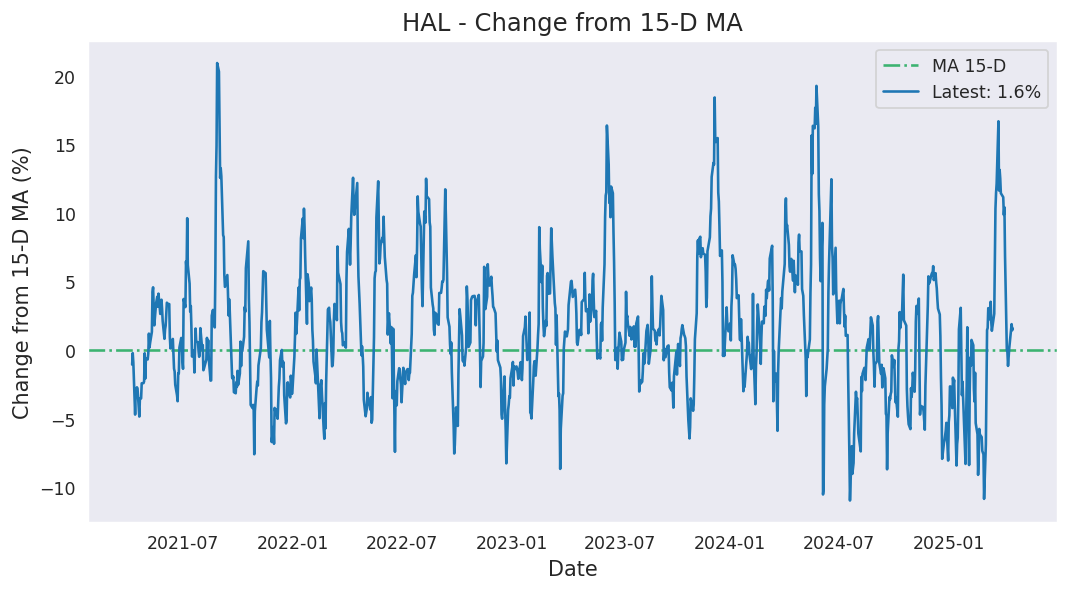 HAL - Change from 15-D MA
MA 15-D
Latest: 1.6%
Change from 15-D MA (%)
20
15
10
5
0
−5
−10
2021-07 2022-01 2022-07 2023-01 2023-07 2024-01 2024-07 2025-01
Date